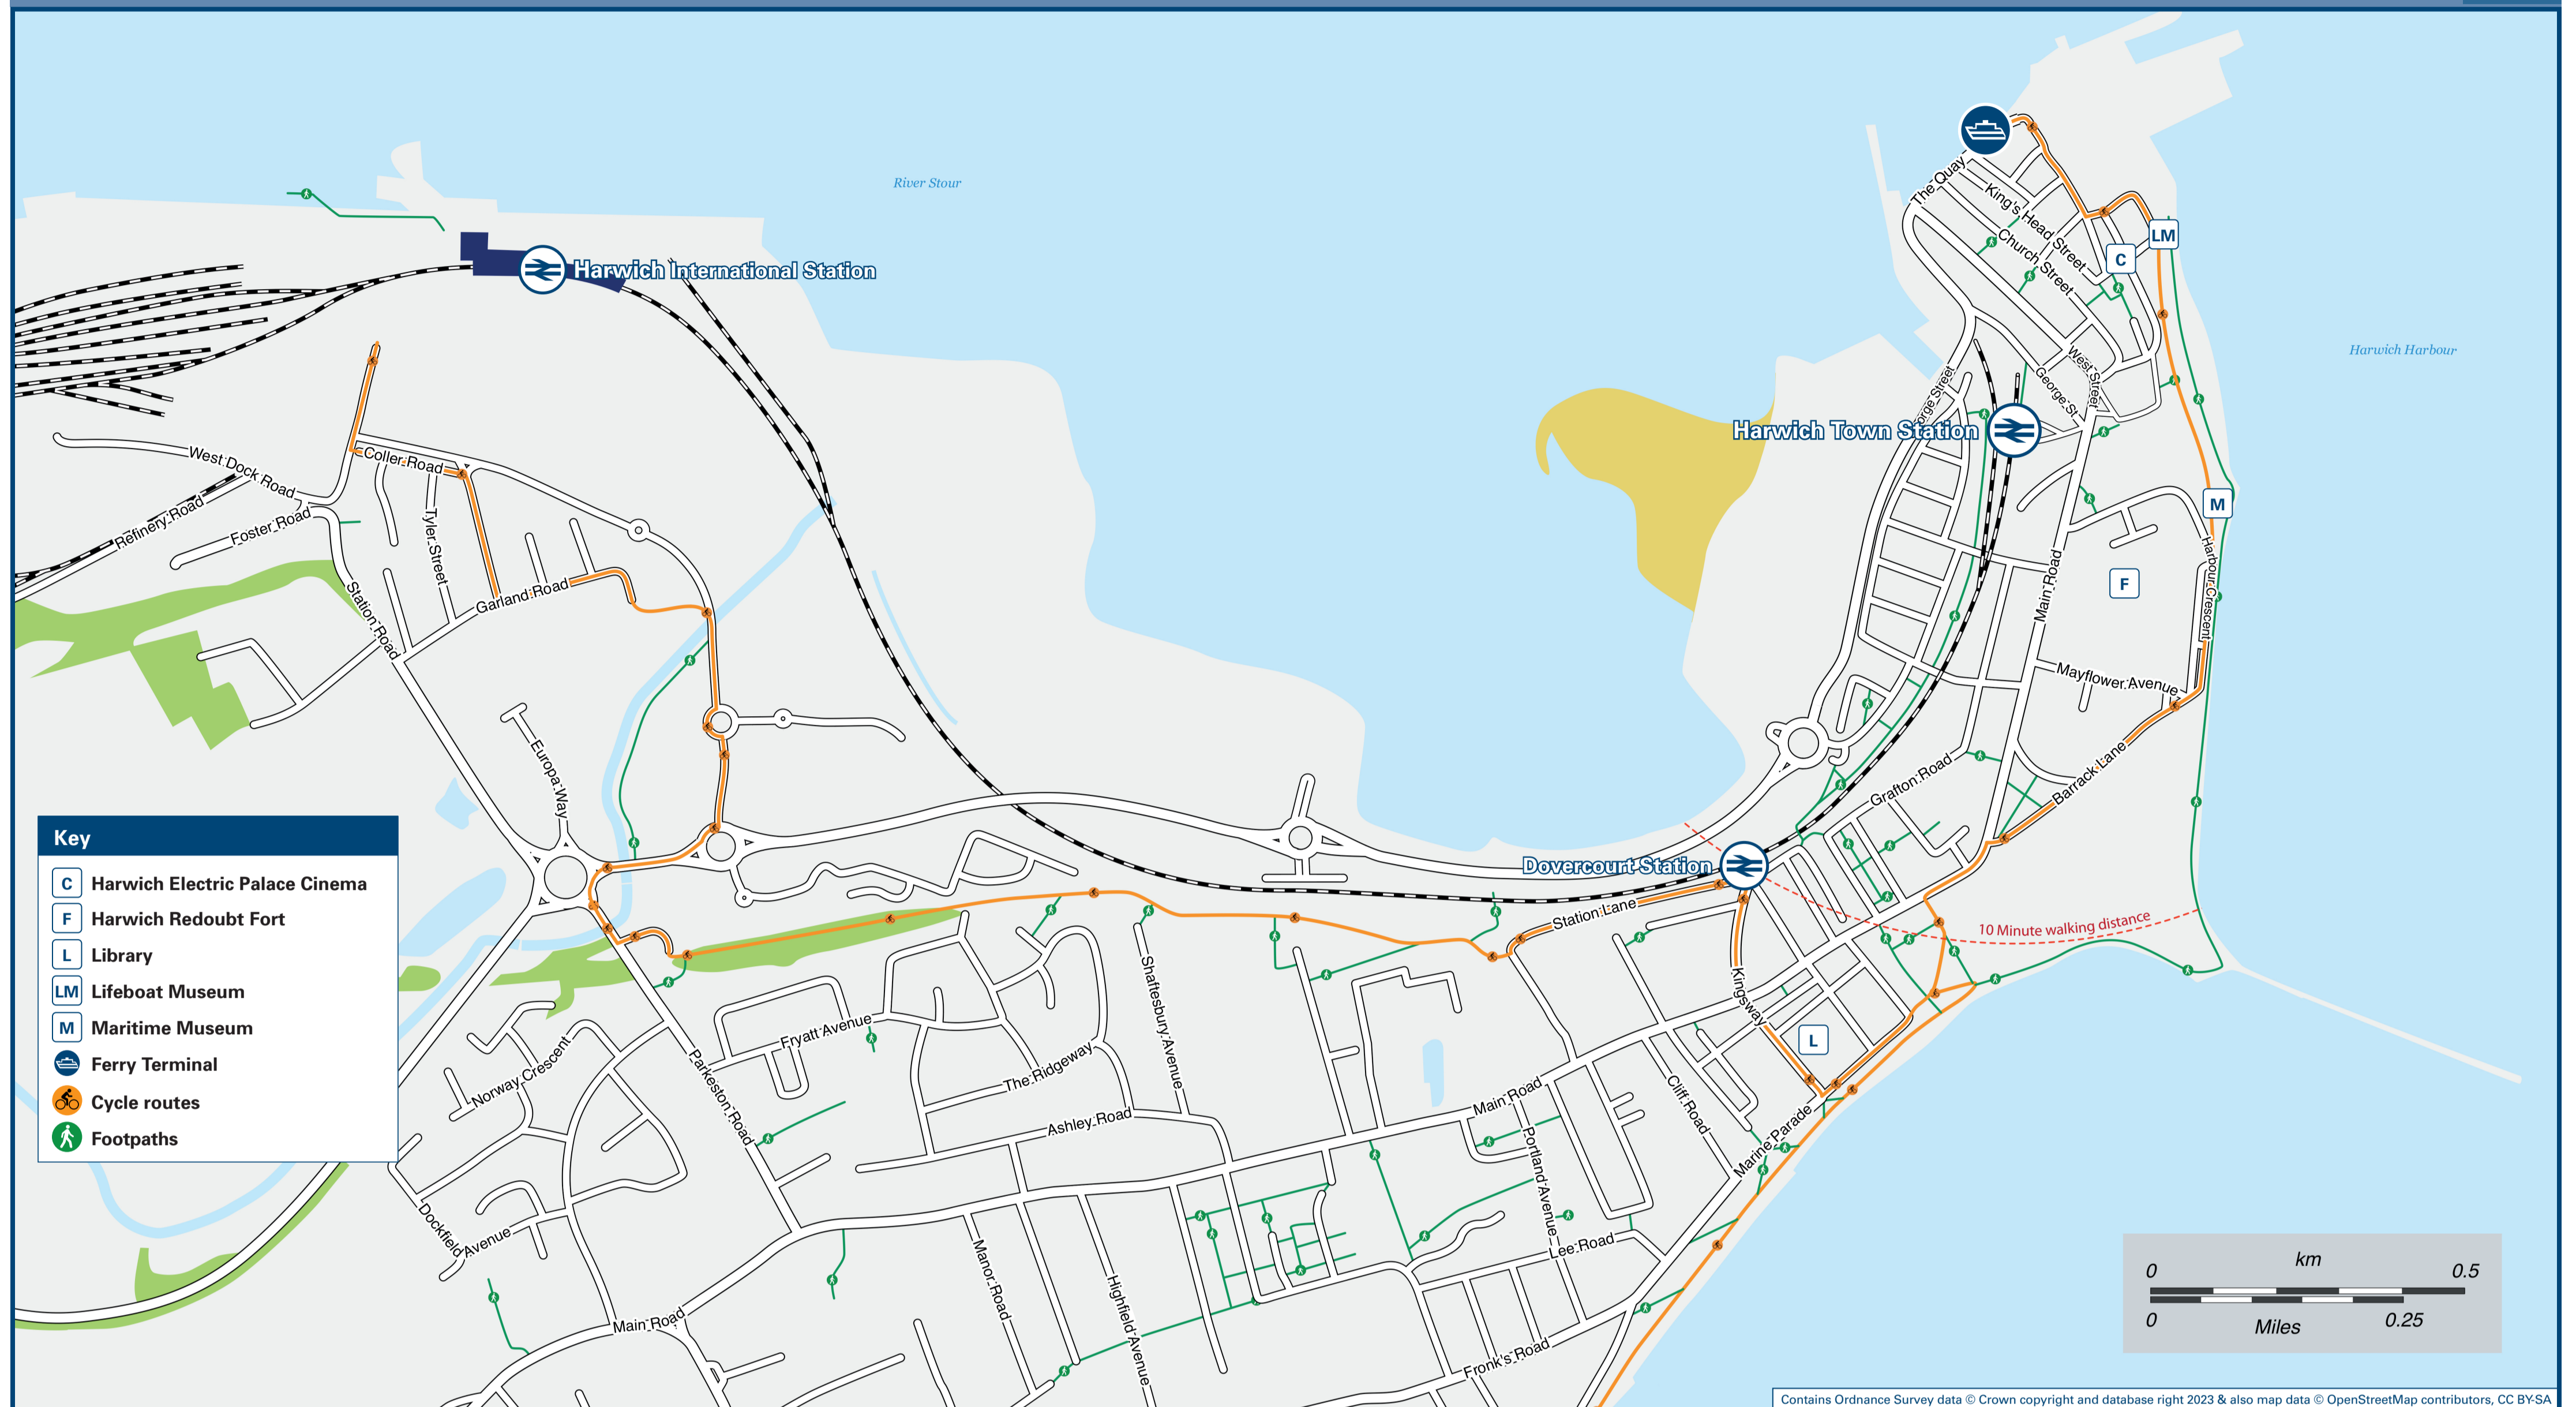 River Stour
Harwich International Station
The Quay
King's Head Street
Church Street
LM
C
Harwich Harbour
West Street
George St
Harwich Town Station
West Dock Road
Coller Road
Refinery Road
Foster Road
Tyler Street
Garland Road
Station Road
M
Harbour Crescent
F
Main Road
Mayflower Avenue
Europa Way
Grafton Road
Barrack Lane
Dovercourt Station
Station Lane
10 Minute walking distance
Kingsway
L
Shaftesbury Avenue
Fryatt Avenue
The Ridgeway
Norway Crescent
Parkeston Road
Ashley Road
Main Road
Cliff Road
Marine Parade
Portland Avenue
Lee Road
Dockfield Avenue
Manor Road
Highfield Avenue
Main Road
Fronk's Road
Key
C Harwich Electric Palace Cinema
F Harwich Redoubt Fort
L Library
LM Lifeboat Museum
M Maritime Museum
Ferry Terminal
Cycle routes
Footpaths
km
0 0.5
0 0.25
Miles
Contains Ordnance Survey data © Crown copyright and database right 2023 & also map data © OpenStreetMap contributors, CC BY-SA